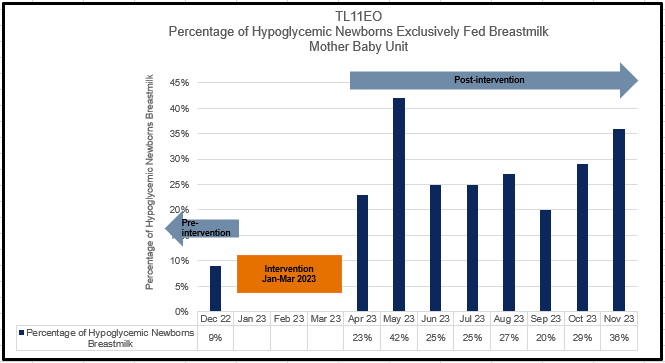 TL11EO
Percentage of Hypoglycemic Newborns Exclusively Fed Breastmilk
Mother Baby Unit
Percentage of Hypoglycemic Newborns Breastmilk
45%
40%
35%
30%
25%
20%
10%
5%
0%
Post-intervention
Pre-
intervention
Intervention
Jan-Mar 2023
Dec 22 Jan 23 Feb 23 Mar 23 Apr 23 May 23 Jun 23 Jul 23 Aug 23 Sep 23 Oct 23 Nov 23
Percentage of Hypoglycemic Newborns
Breastmilk
9% 23% 42% 25% 25% 27% 20% 29% 36%